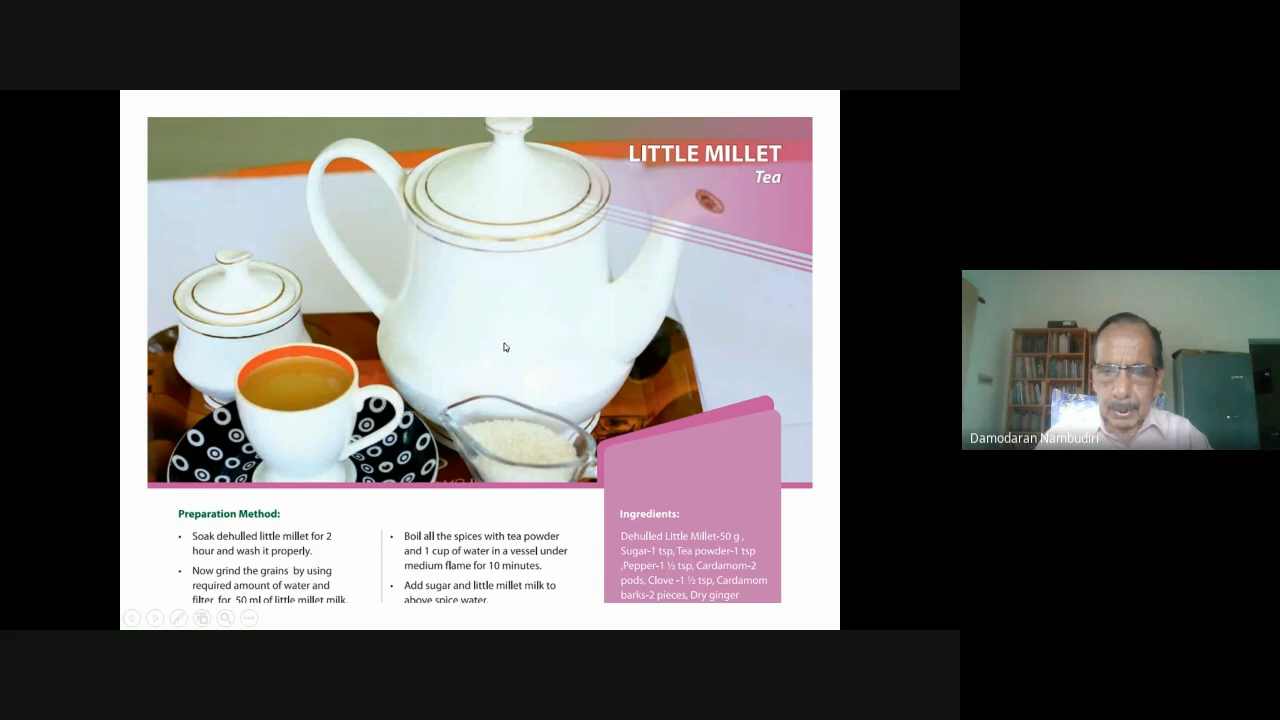 LITTLE MILLET
Tea
Preparation Method:
• Soak dehulled little millet for 2
hour and wash it properly.
• Now grind the grains by using
required amount of water and
filter for 50 ml of little millet milk.
• Boil all the spices with tea powder
and 1 cup of water in a vessel under
medium flame for 10 minutes.
• Add sugar and little millet milk to
above spice water.
Ingredients:
Dehulled Little Millet-50 g ,
Sugar-1 tsp, Tea powder-1 tsp
,Pepper-1 ½ tsp, Cardamom-2
pods, Clove -1 ½ tsp, Cardamom
barks-2 pieces, Dry ginger
Damodaran Nambudiri